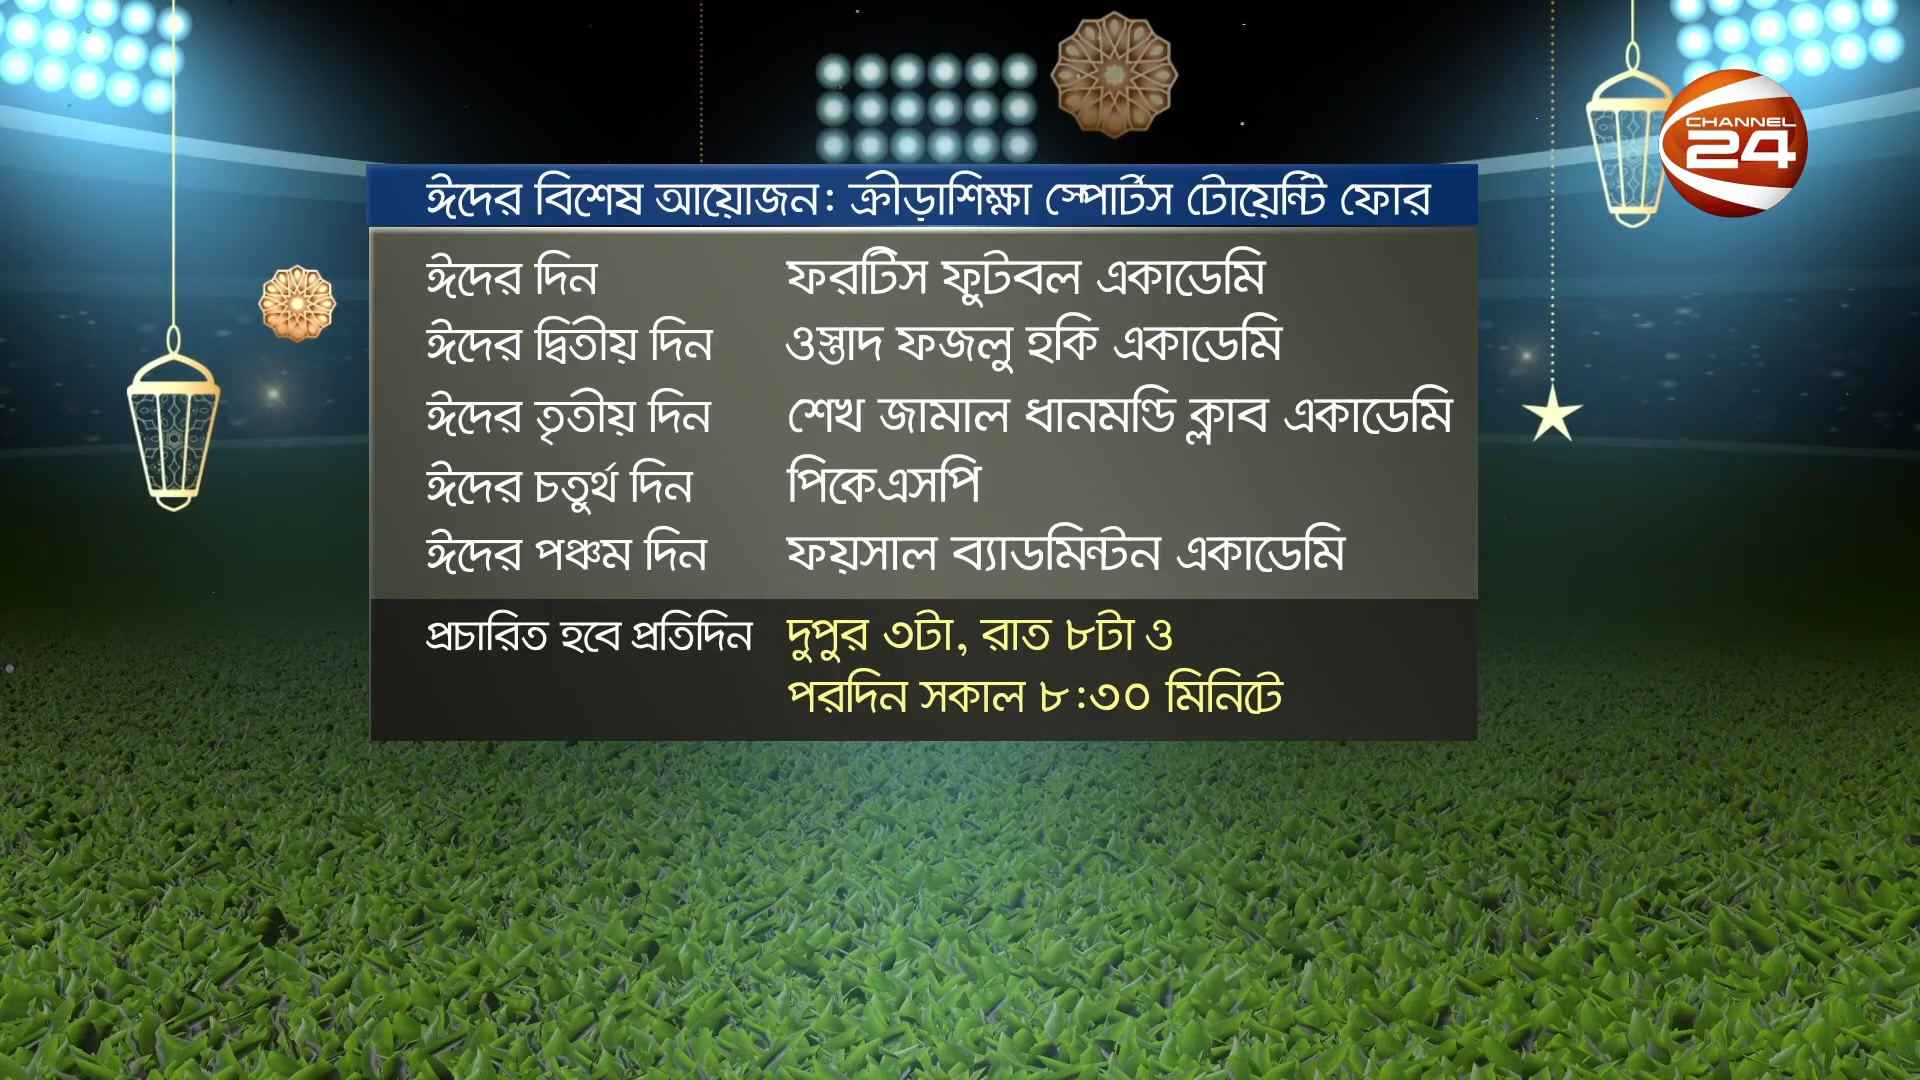 CHANNEL
24
ঈদের বিশেষ আয়োজন: ক্রীড়াশিক্ষা স্পোর্টস টোয়েন্টি ফোর
ঈদের দিন ফরটিস ফুটবল একাডেমি
ঈদের দ্বিতীয় দিন ওস্তাদ ফজলু হকি একাডেমি
ঈদের তৃতীয় দিন শেখ জামাল ধানমণ্ডি ক্লাব একাডেমি
ঈদের চতুর্থ দিন পিকেএসপি
ঈদের পঞ্চম দিন ফয়সাল ব্যাডমিন্টন একাডেমি
প্রচারিত হবে প্রতিদিন দুপুর ৩টা, রাত ৮টা ও
পরদিন সকাল ৮:৩০ মিনিটে